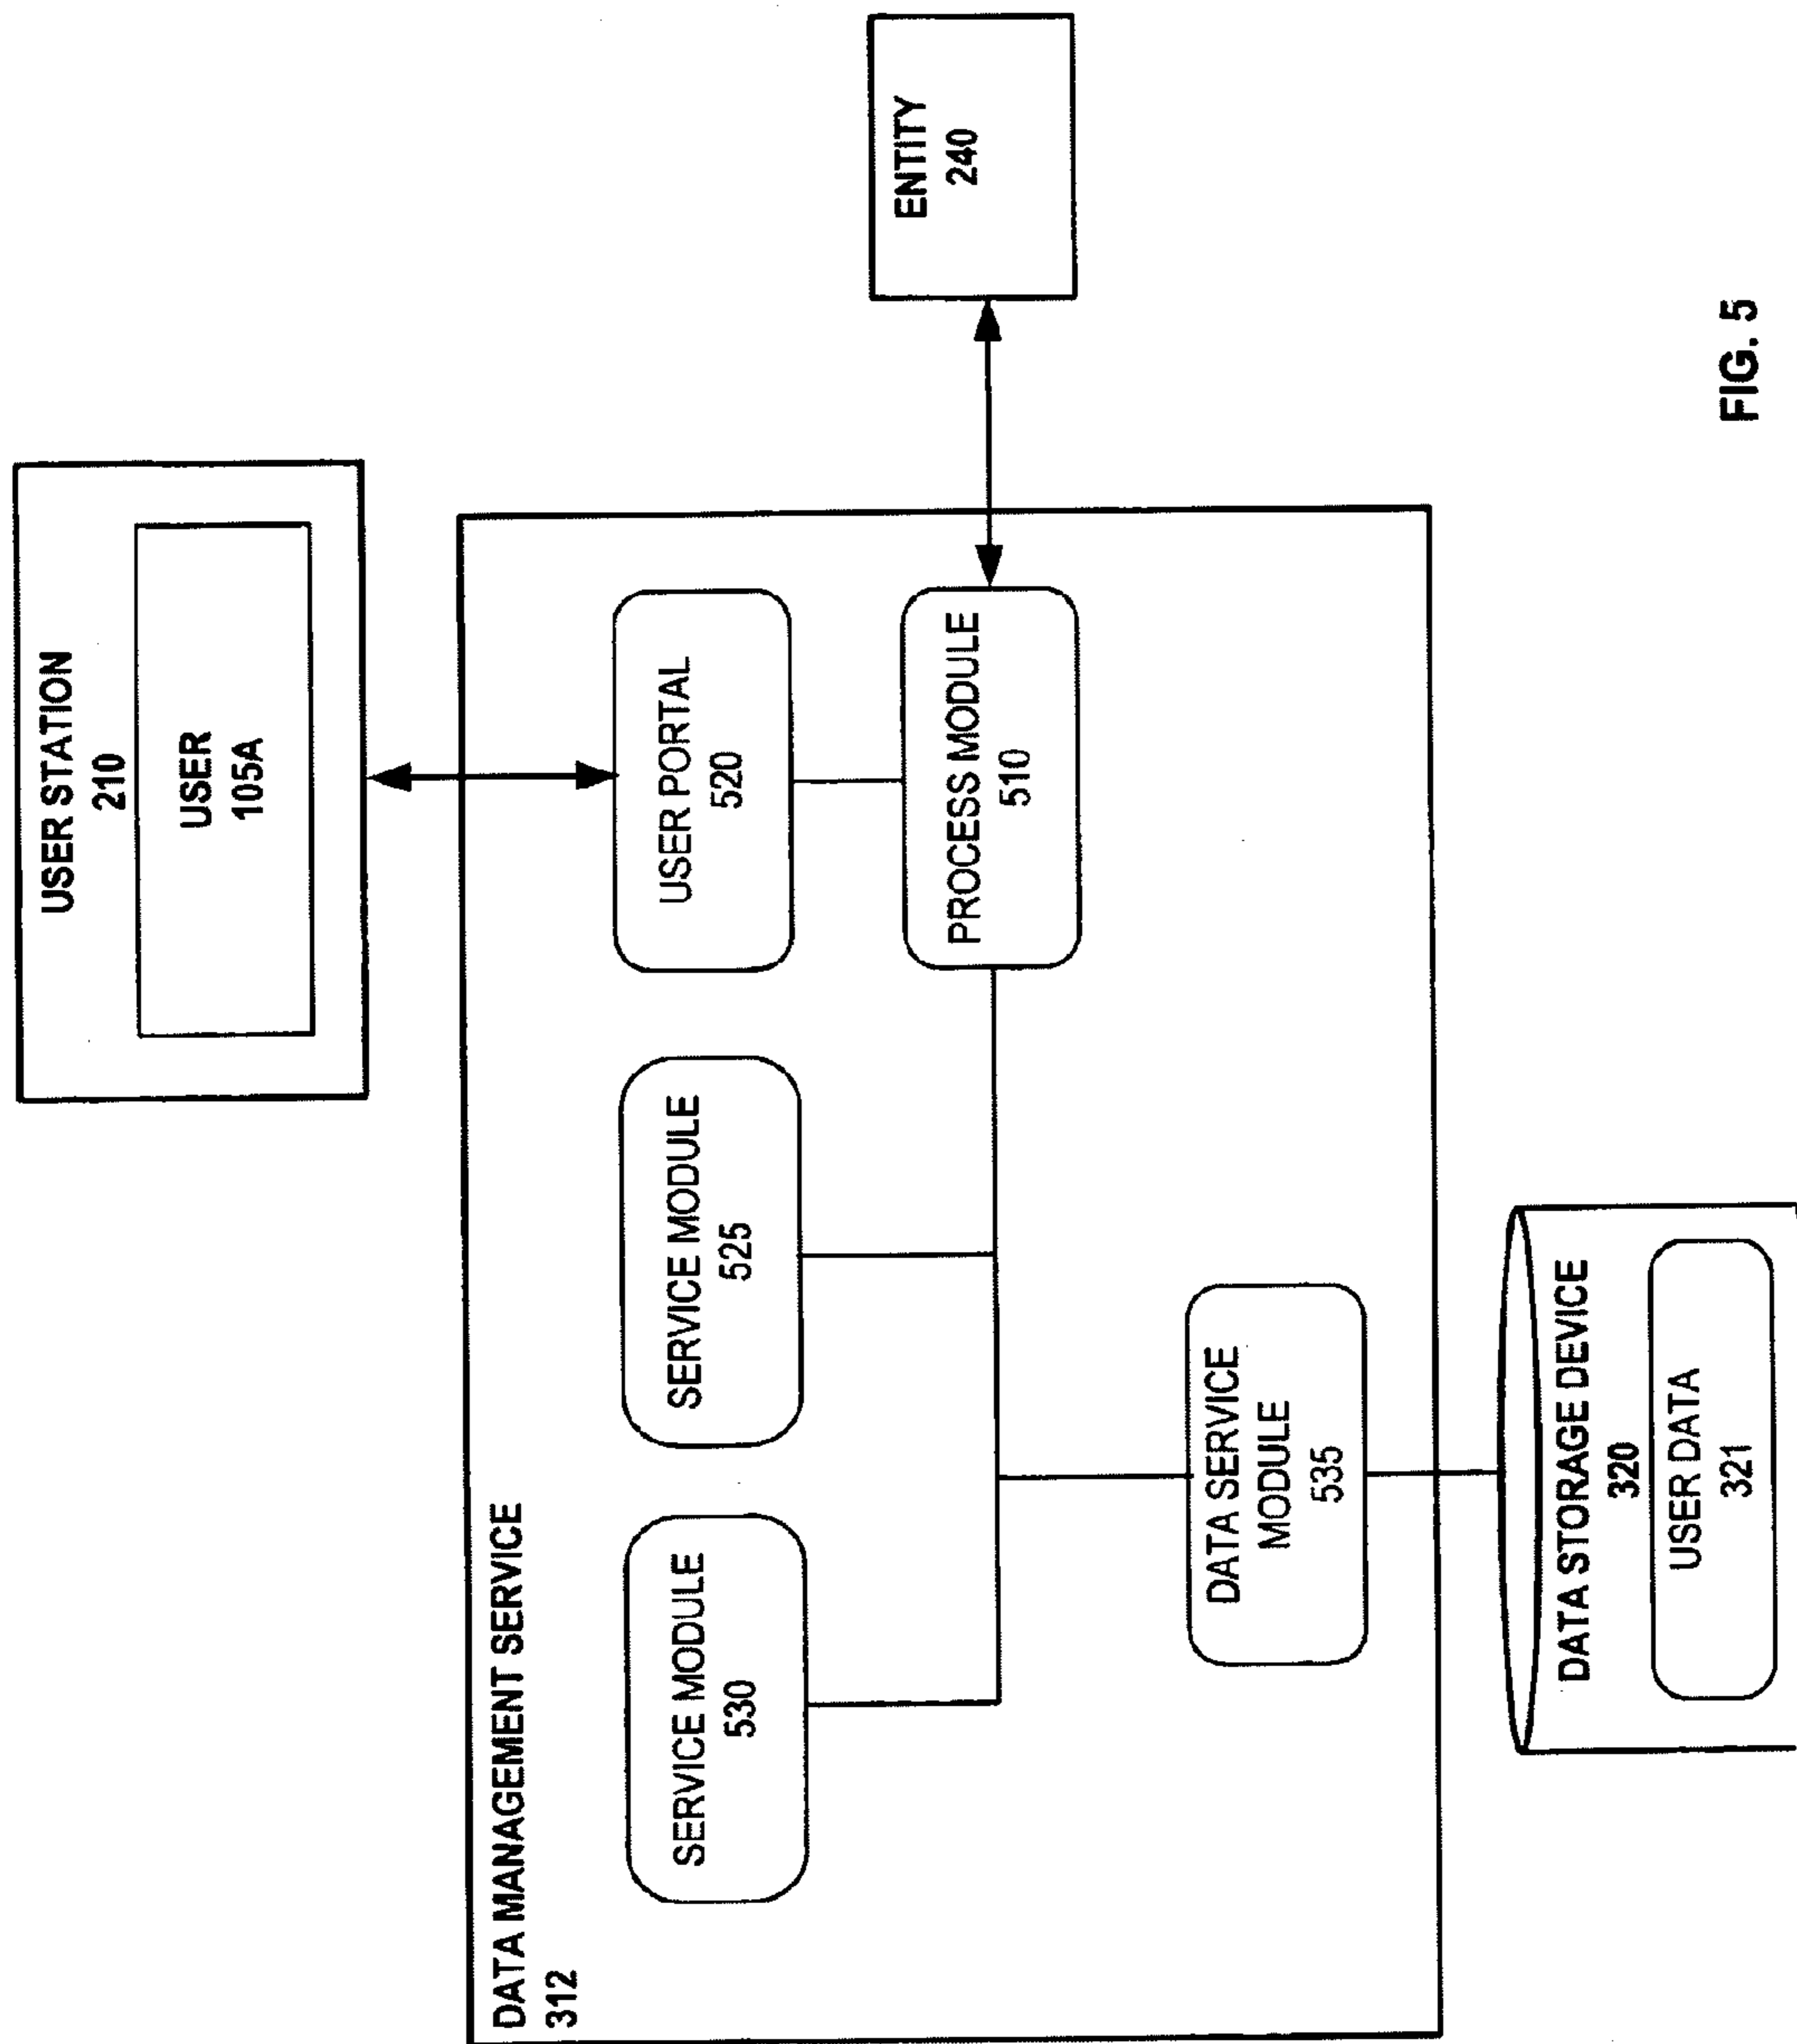 USER STATION
210
USER
105A
DATA MANAGEMENT SERVICE
312
SERVICE MODULE
530
SERVICE MODULE
525
USER PORTAL
520
PROCESS MODULE
510
ENTITY
240
DATA SERVICE
MODULE
535
DATA STORAGE DEVICE
320
USER DATA
321
FIG. 5